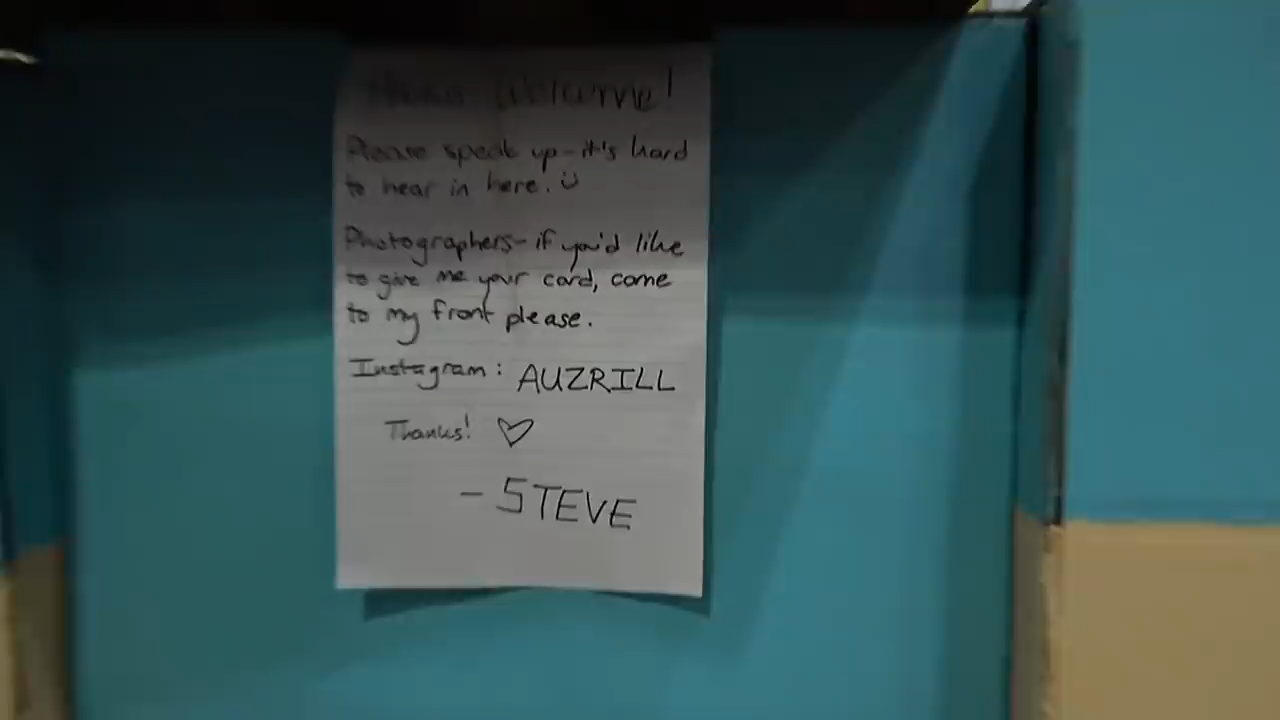 welcome!
Please speak up-it's hard
to hear in here. :)
Photographers- if you'd like
to give me your card, come
to my front please.
Instagram: AUZRILL
Thanks! ♡
- STEVE